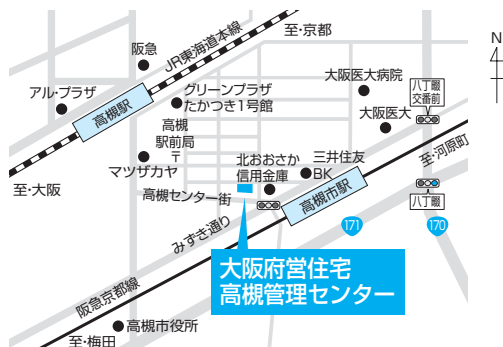 至・京都
N
阪急
JR東海道本線
大阪医大病院
八丁畷
交番前
アル・プラザ
グリーンプラザ
たかつき1号館
高槻駅
大阪医大
高槻
駅前局
〒
至・河原町
マツザカヤ
北おおさか
信用金庫
三井住友
BK
至・大阪
高槻センター街
高槻市駅
八丁畷
みずき通り
171
170
大阪府営住宅
高槻管理センター
阪急京都線
高槻市役所
至・梅田